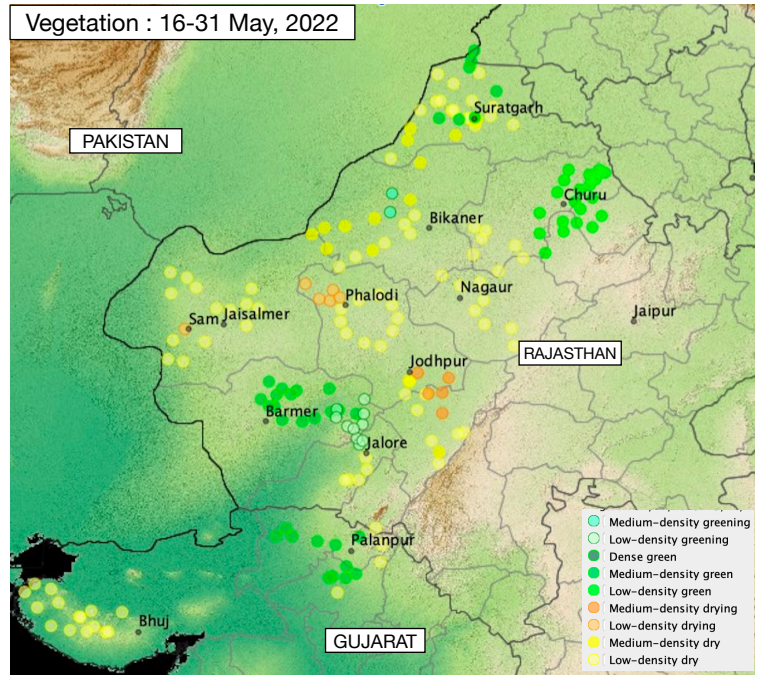 Vegetation : 16-31 May, 2022
PAKISTAN
Suratgarh
Churu
Bikaner
Nagaur
Phalodi
Sam
Jaisalmer
Jaipur
RAJASTHAN
Jodhpur
Barmer
Jalore
Palanpur
Bhuj
GUJARAT
Medium-density greening
Low-density greening
Dense green
Medium-density green
Low-density green
Medium-density drying
Low-density drying
Medium-density dry
Low-density dry